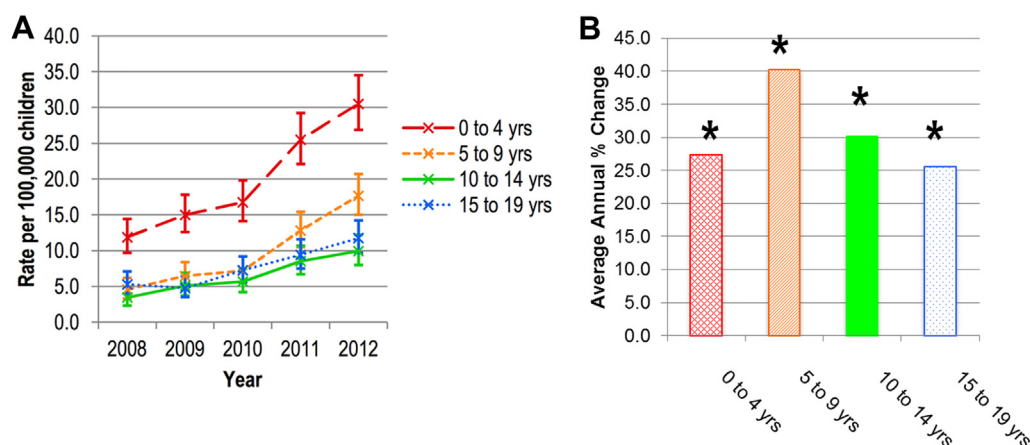 A
Rate per 100,000 children
40.0
35.0
30.0
25.0
20.0
15.0
10.0
5.0
0.0
2008 2009 2010 2011 2012
Year
0 to 4 yrs
5 to 9 yrs
10 to 14 yrs
15 to 19 yrs
B
Average Annual % Change
45.0
40.0
35.0
30.0
25.0
20.0
15.0
10.0
5.0
0.0
* * * *
0 to 4 yrs
5 to 9 yrs
10 to 14 yrs
15 to 19 yrs